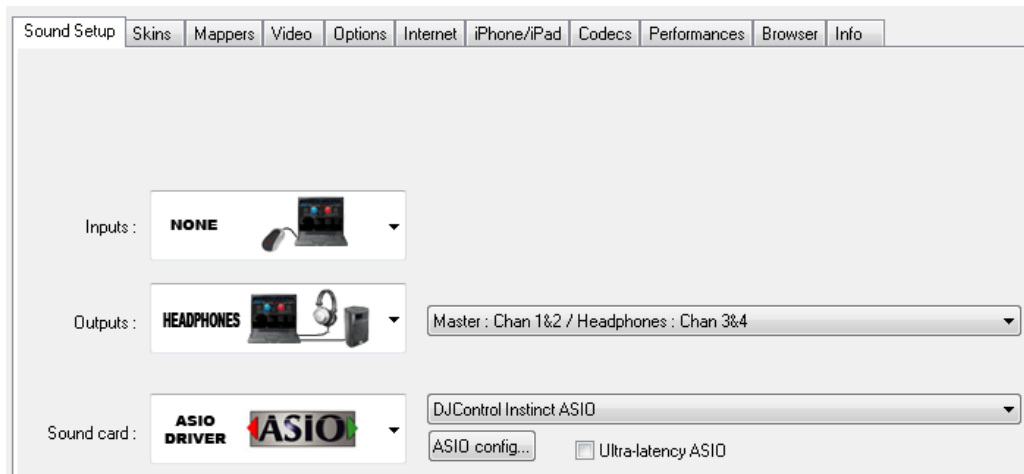 Sound Setup Skins Mappers Video Options Internet iPhone/iPad Codecs Performances Browser Info
Inputs : NONE
Outputs : HEADPHONES Master : Chan 1&2 / Headphones : Chan 3&4
Sound card : ASIO DRIVER ASIO DJControl Instinct ASIO
ASIO config... Ultra-latency ASIO